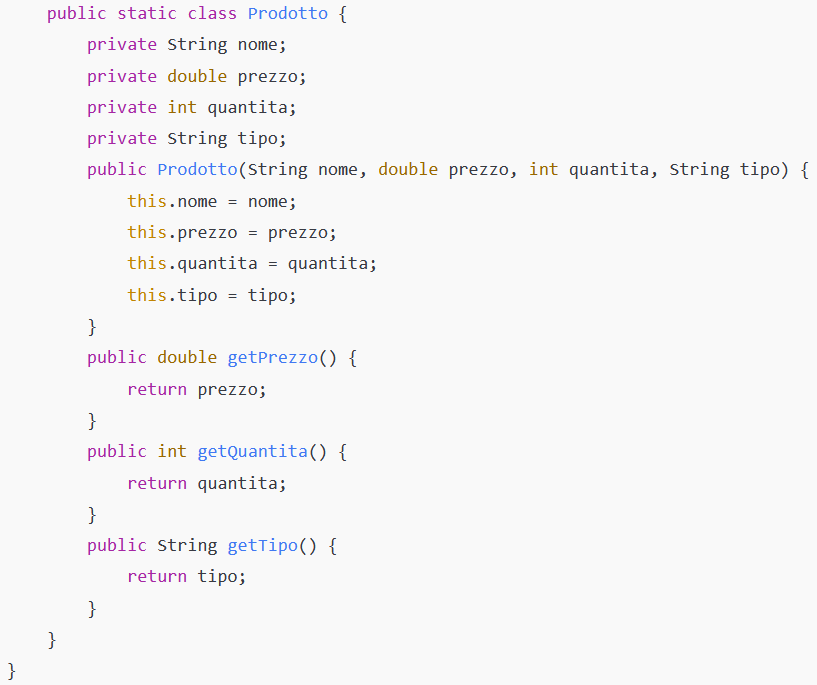 public static class Prodotto {
private String nome;
private double prezzo;
private int quantita;
private String tipo;
public Prodotto(String nome, double prezzo, int quantita, String tipo) {
this.nome = nome;
this.prezzo = prezzo;
this.quantita = quantita;
this.tipo = tipo;
}
public double getPrezzo() {
return prezzo;
}
public int getQuantita() {
return quantita;
}
public String getTipo() {
return tipo;
}
}
}